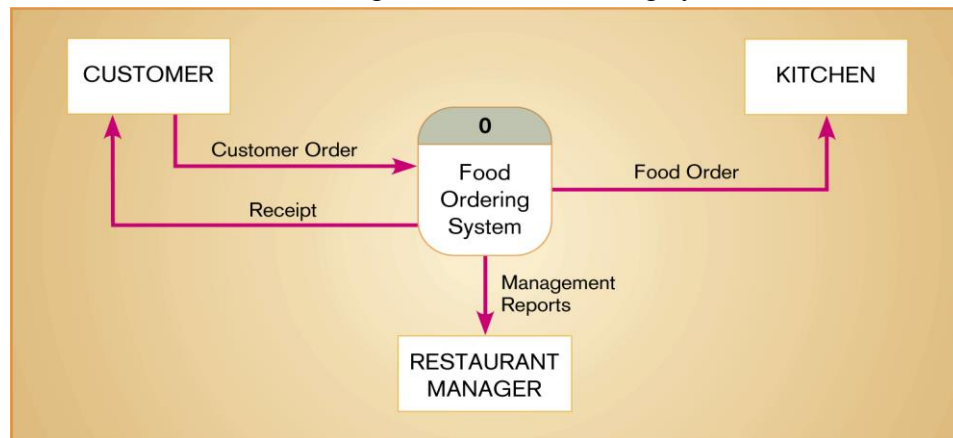 CUSTOMER
KITCHEN
0
Customer Order
Food
Ordering
System
Food Order
Receipt
Management
Reports
RESTAURANT
MANAGER